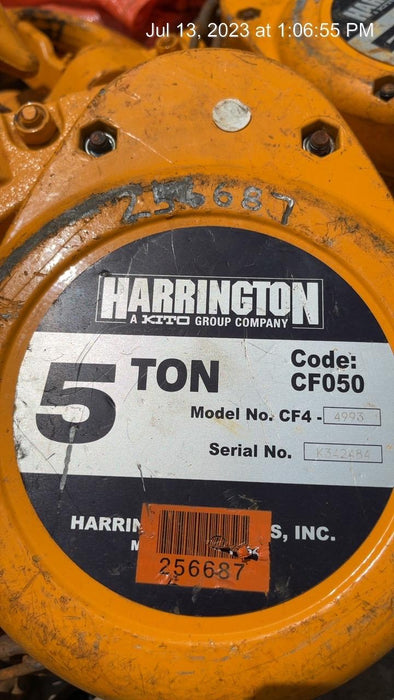 Jul 13, 2023 at 1:06:55 PM
256687
HARRINGTON
A KITO GROUP COMPANY
5 TON
Code:
CF050
Model No. CF4 - 4993
Serial No. K342484
INC.
256687